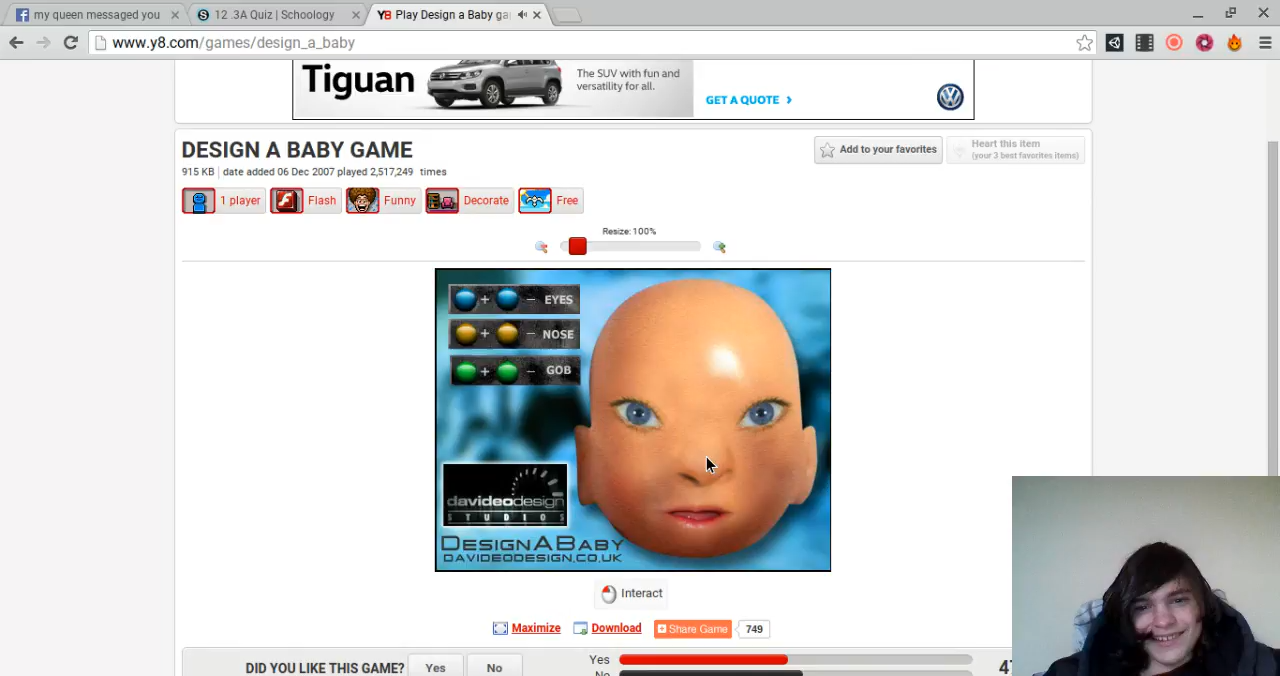 my queen messaged you
12 .3A Quiz | Schoology
Y8 Play Design a Baby ga
www.y8.com/games/design_a_baby
Tiguan
The SUV with fun and
versatility for all.
GET A QUOTE
DESIGN A BABY GAME
915 KB date added 06 Dec 2007 played 2,517,249 times
Add to your favorites
Heart this item
(your 3 best favorites items)
1 player
Flash
Funny
Decorate
Free
Resize: 100%
+ - EYES
+ - NOSE
+ - GOB
davideodesign
STUDIOS
DESIGNABABY
DAVIDEODESIGN.CO.UK
Interact
Maximize
Download
Share Game
749
DID YOU LIKE THIS GAME?
Yes
No
Yes
No